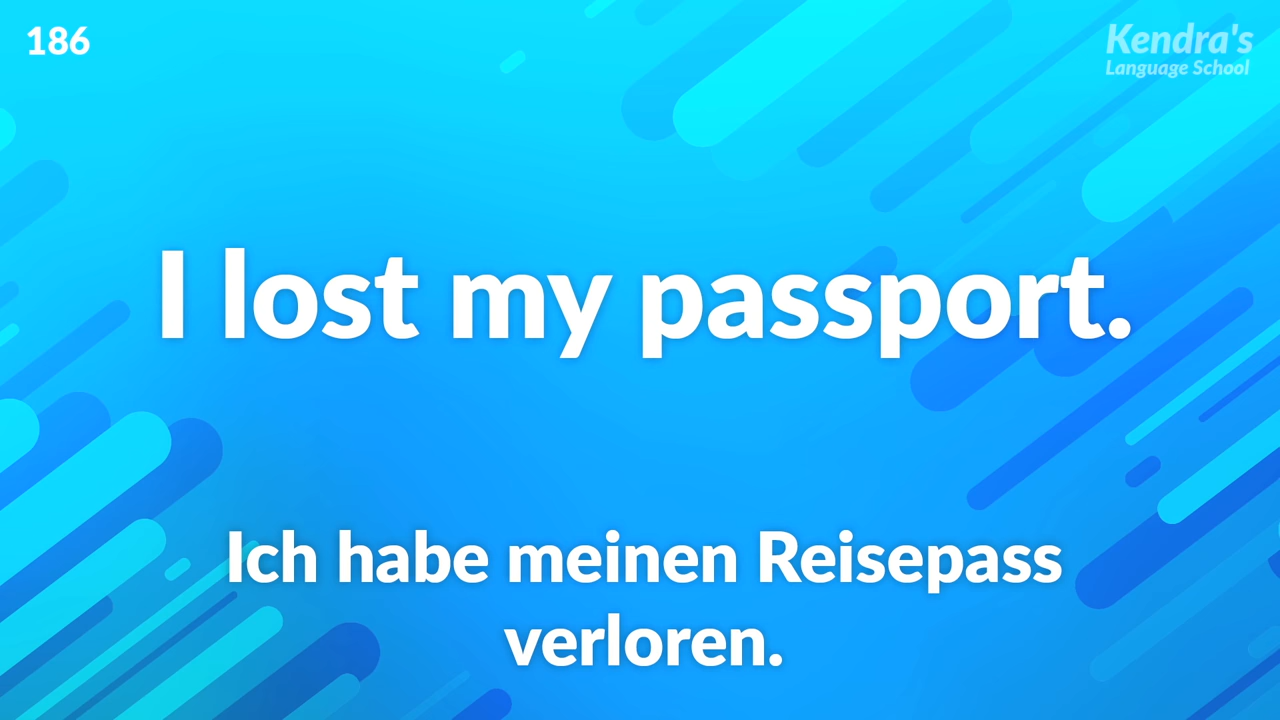 186
Kendra's
Language School
I lost my passport.
Ich habe meinen Reisepass
verloren.